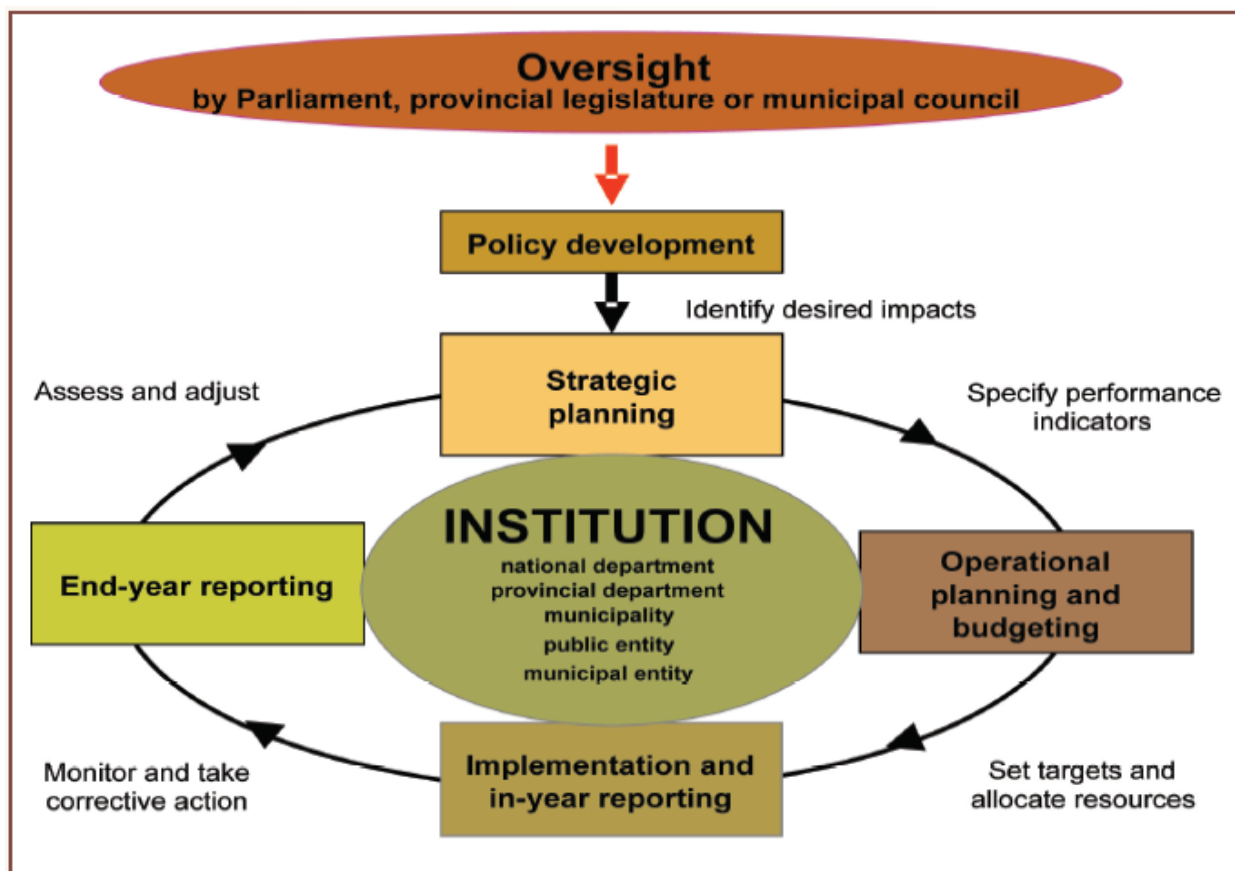 Oversight
by Parliament, provincial legislature or municipal council
Policy development
Identify desired impacts
Strategic
planning
Assess and adjust
Specify performance
indicators
INSTITUTION
national department
provincial department
municipality
public entity
municipal entity
End-year reporting
Operational
planning and
budgeting
Implementation and
in-year reporting
Monitor and take
corrective action
Set targets and
allocate resources